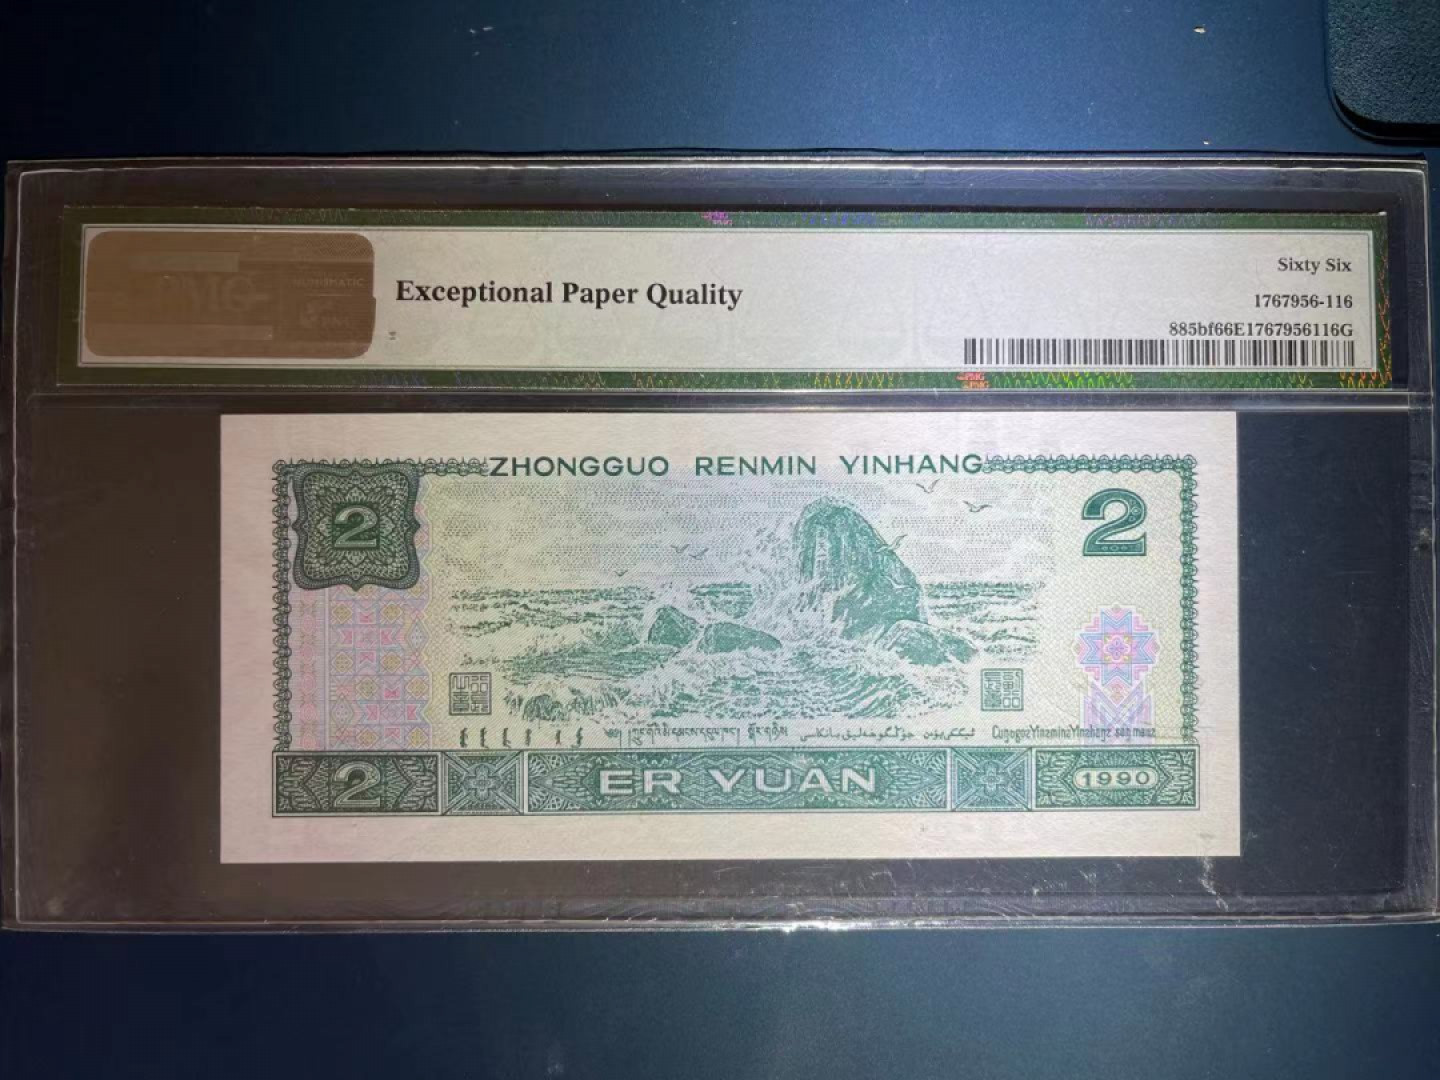 Exceptional Paper Quality
Sixty Six
1767956-116
885bf66E1767956116G
ZHONGGUO RENMIN YINHANG
2
2
2
ER YUAN
1990